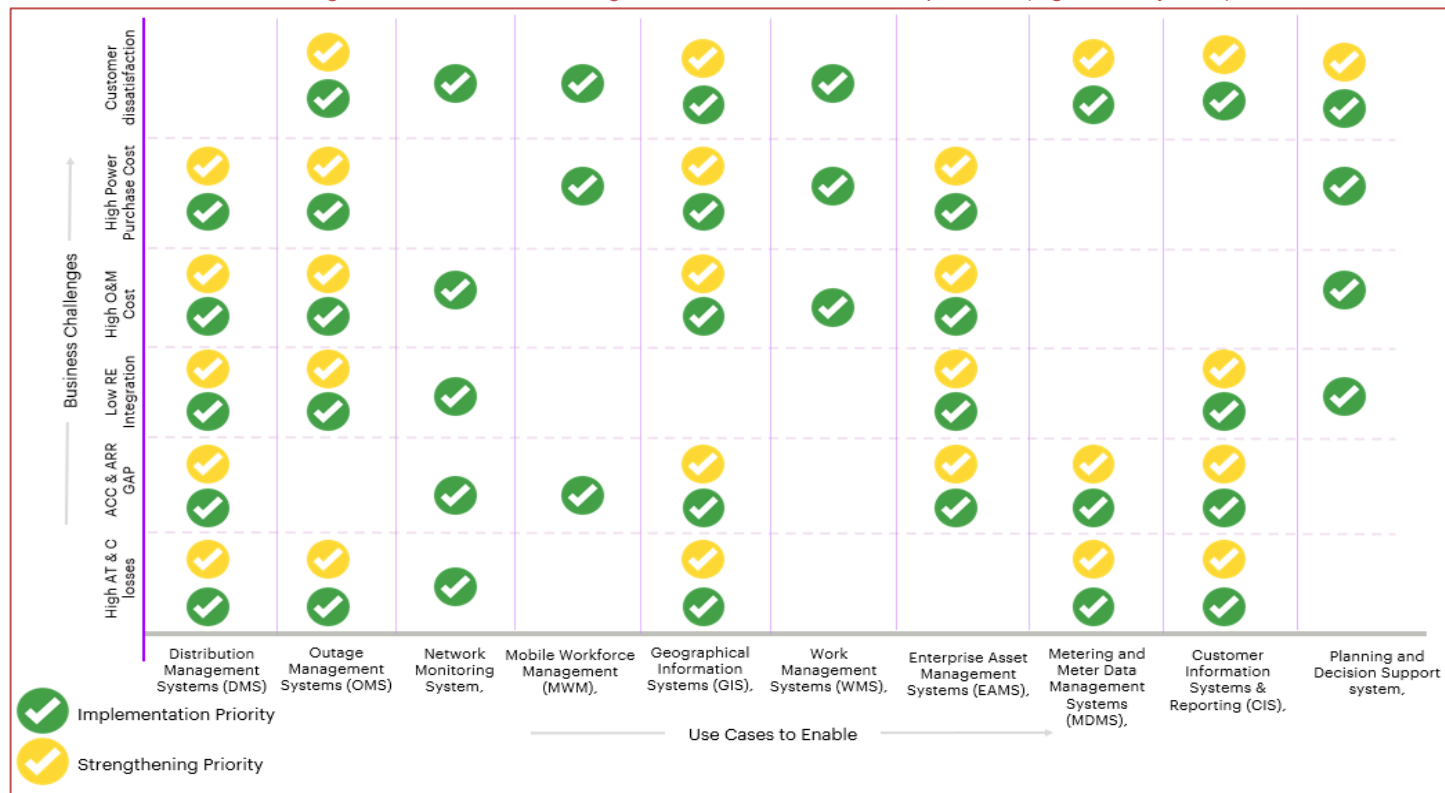 Customer
dissatisfaction
High Power
Purchase Cost
High O&M
Cost
Low RE
Integration
ACC & ARR
GAP
High AT & C
losses
Business Challenges
Distribution
Management
Systems (DMS)
Outage
Management
Systems (OMS)
Network
Monitoring
System,
Mobile Workforce
Management
(MWM),
Geographical
Information
Systems (GIS),
Work
Management
Systems (WMS),
Enterprise Asset
Management
Systems (EAMS),
Metering and
Meter Data
Management
Systems
(MDMS),
Customer
Information
Systems &
Reporting (CIS),
Planning and
Decision Support
system,
Implementation Priority
Use Cases to Enable
Strengthening Priority